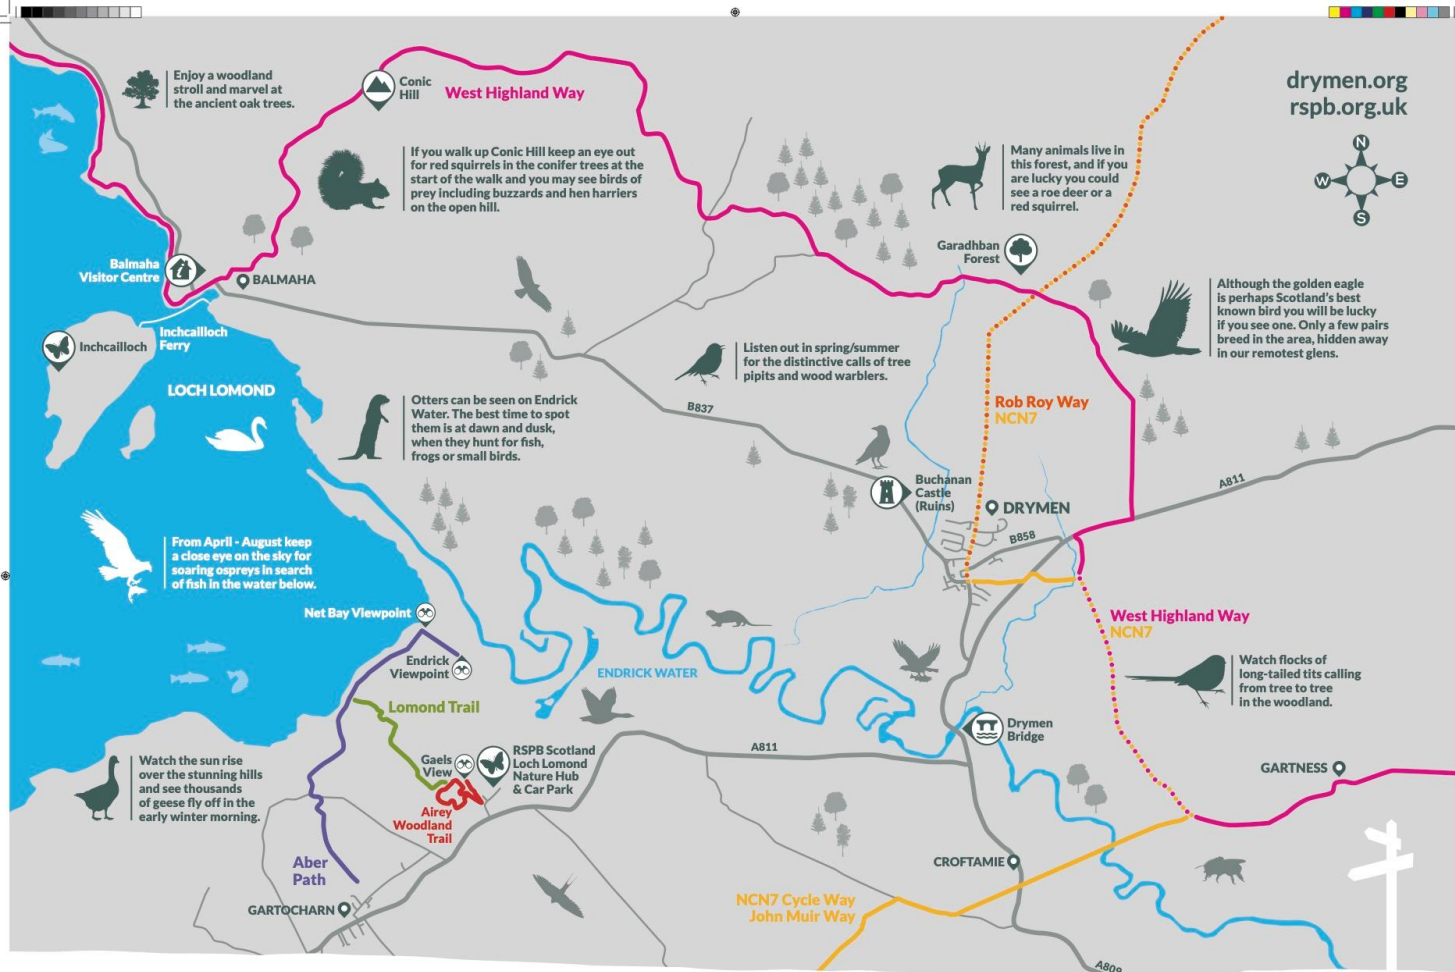 Enjoy a woodland
stroll and marvel at
the ancient oak trees.
Conic
Hill
West Highland Way
drymen.org
rspb.org.uk
N
W
E
S
If you walk up Conic Hill keep an eye out
for red squirrels in the conifer trees at the
start of the walk and you may see birds of
prey including buzzards and hen harriers
on the open hill.
Many animals live in
this forest, and if you
are lucky you could
see a roe deer or a
red squirrel.
Garadhban
Forest
Balmaha
Visitor Centre
BALMAHA
Although the golden eagle
is perhaps Scotland's best
known bird you will be lucky
if you see one. Only a few pairs
breed in the area, hidden away
in our remotest glens.
Inchcailloch
Inchcailloch
Ferry
LOCH LOMOND
Listen out in spring/summer
for the distinctive calls of tree
pipits and wood warblers.
Otters can be seen on Endrick
Water. The best time to spot
them is at dawn and dusk,
when they hunt for fish,
frogs or small birds.
B837
Rob Roy Way
NCN7
Buchanan
Castle
(Ruins)
DRYMEN
A811
B858
From April - August keep
a close eye on the sky for
soaring ospreys in search
of fish in the water below.
Net Bay Viewpoint
Endrick
Viewpoint
ENDRICK WATER
West Highland Way
NCN7
Watch flocks of
long-tailed tits calling
from tree to tree
in the woodland.
Lomond Trail
Gaels
View
RSPB Scotland
Loch Lomond
Nature Hub
& Car Park
A811
Drymen
Bridge
GARTNESS
Watch the sun rise
over the stunning hills
and see thousands
of geese fly off in the
early winter morning.
Airey
Woodland
Trail
Aber
Path
CROFTAMIE
GARTOCHARN
NCN7 Cycle Way
John Muir Way
A809